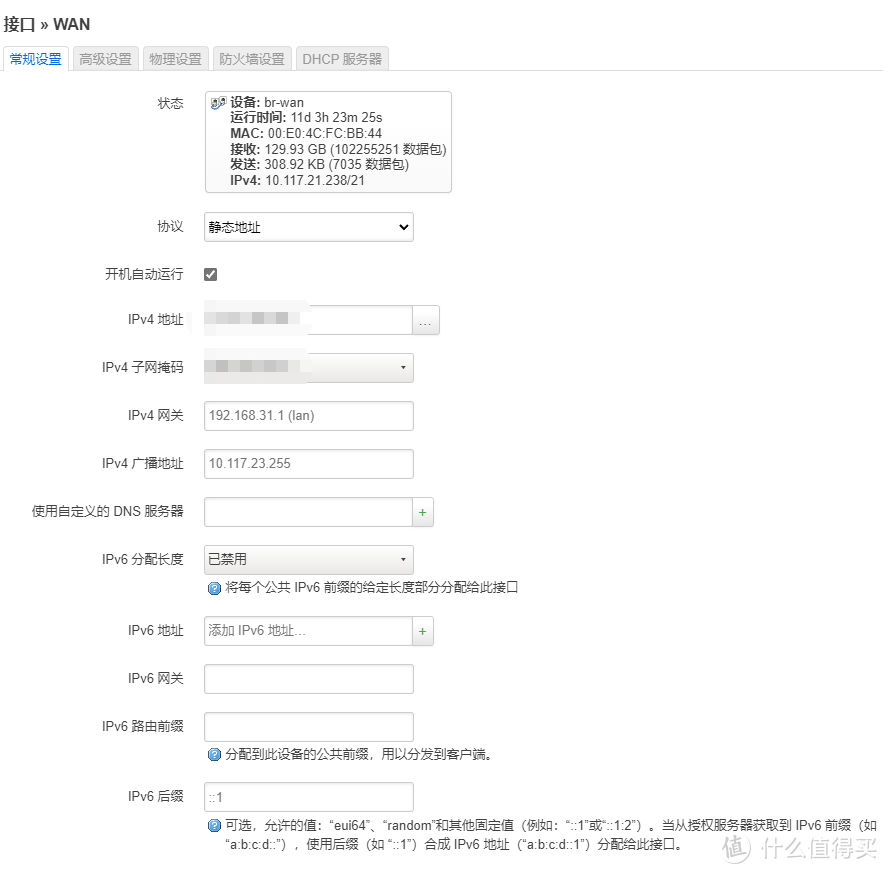 接口 » WAN
常规设置 高级设置 物理设置 防火墙设置 DHCP 服务器
状态
设备: br-wan
运行时间: 11d 3h 23m 25s
MAC: 00:E0:4C:FC:BB:44
接收: 129.93 GB (102255251 数据包)
发送: 308.92 KB (7035 数据包)
IPv4: 10.117.21.238/21
协议 静态地址
开机自动运行
IPv4 地址 ...
IPv4 子网掩码
IPv4 网关 192.168.31.1 (lan)
IPv4 广播地址 10.117.23.255
使用自定义的 DNS 服务器 +
IPv6 分配长度 已禁用
将每个公共 IPv6 前缀的给定长度部分分配给此接口
IPv6 地址 添加 IPv6 地址... +
IPv6 网关
IPv6 路由前缀
分配到此设备的公共前缀，用以分发到客户端。
IPv6 后缀 ::1
可选，允许的值：“eui64”、“random”和其他固定值（例如：“::1”或“::1:2”）。当从授权服务器获取到 IPv6 前缀（如
“a:b:c:d::”），使用后缀（如 “::1”）合成 IPv6 地址（“a:b:c:d::1”）分配给此接口。
值 什么值得买